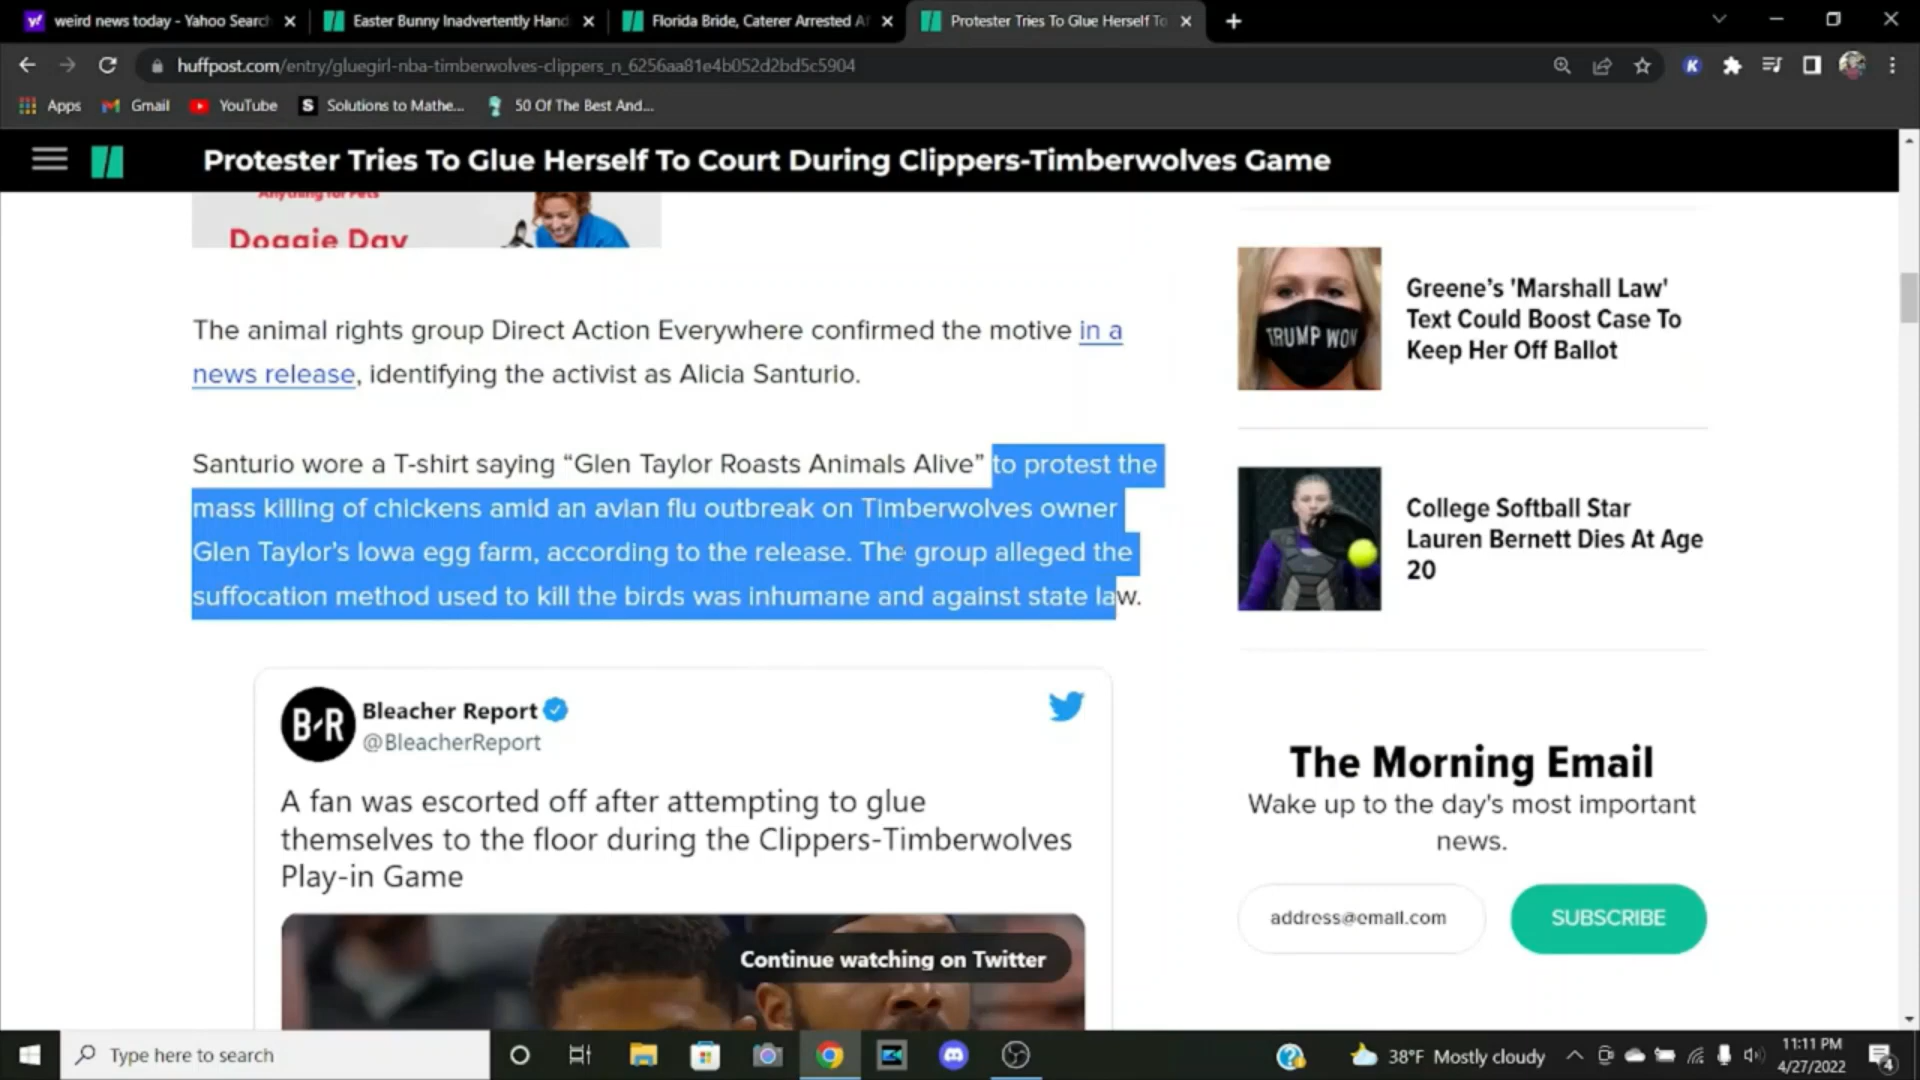 weird news today - Yahoo Search
Easter Bunny Inadvertently Hand
Florida Bride, Caterer Arrested Af
Protester Tries To Glue Herself To
huffpost.com/entry/gluegirl-nba-timberwolves-clippers_n_6256aa81e4b052d2bd5c5904
K
Apps
Gmail
YouTube
S
Solutions to Mathe...
50 Of The Best And...
Protester Tries To Glue Herself To Court During Clippers-Timberwolves Game
Anything for Pets
Doggie Day
The animal rights group Direct Action Everywhere confirmed the motive in a
news release, identifying the activist as Alicia Santurio.
Santurio wore a T-shirt saying “Glen Taylor Roasts Animals Alive” to protest the
mass killing of chickens amid an avian flu outbreak on Timberwolves owner
Glen Taylor’s Iowa egg farm, according to the release. The group alleged the
suffocation method used to kill the birds was inhumane and against state law.
B-R
Bleacher Report
@BleacherReport
A fan was escorted off after attempting to glue
themselves to the floor during the Clippers-Timberwolves
Play-in Game
Continue watching on Twitter
TRUMP WON
Greene’s 'Marshall Law'
Text Could Boost Case To
Keep Her Off Ballot
College Softball Star
Lauren Bernett Dies At Age
20
The Morning Email
Wake up to the day's most important
news.
address@email.com
SUBSCRIBE
Type here to search
38°F Mostly cloudy
11:11 PM
4/27/2022
4